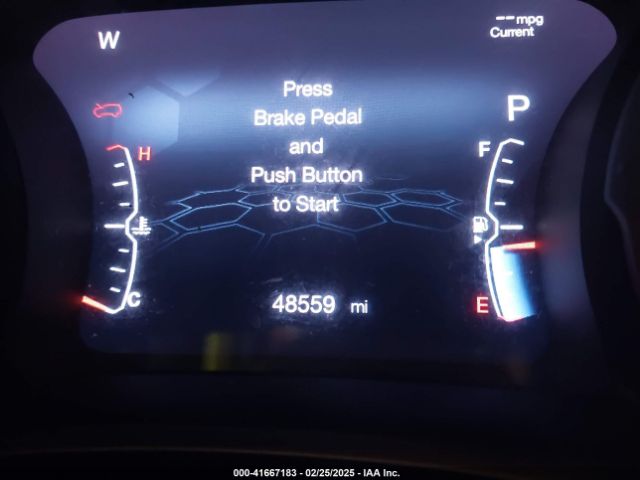 W
-- mpg
Current
Press
Brake Pedal
and
Push Button
to Start
P
H
F
C
E
48559 mi
000-41667183 - 02/25/2025 - IAA Inc.